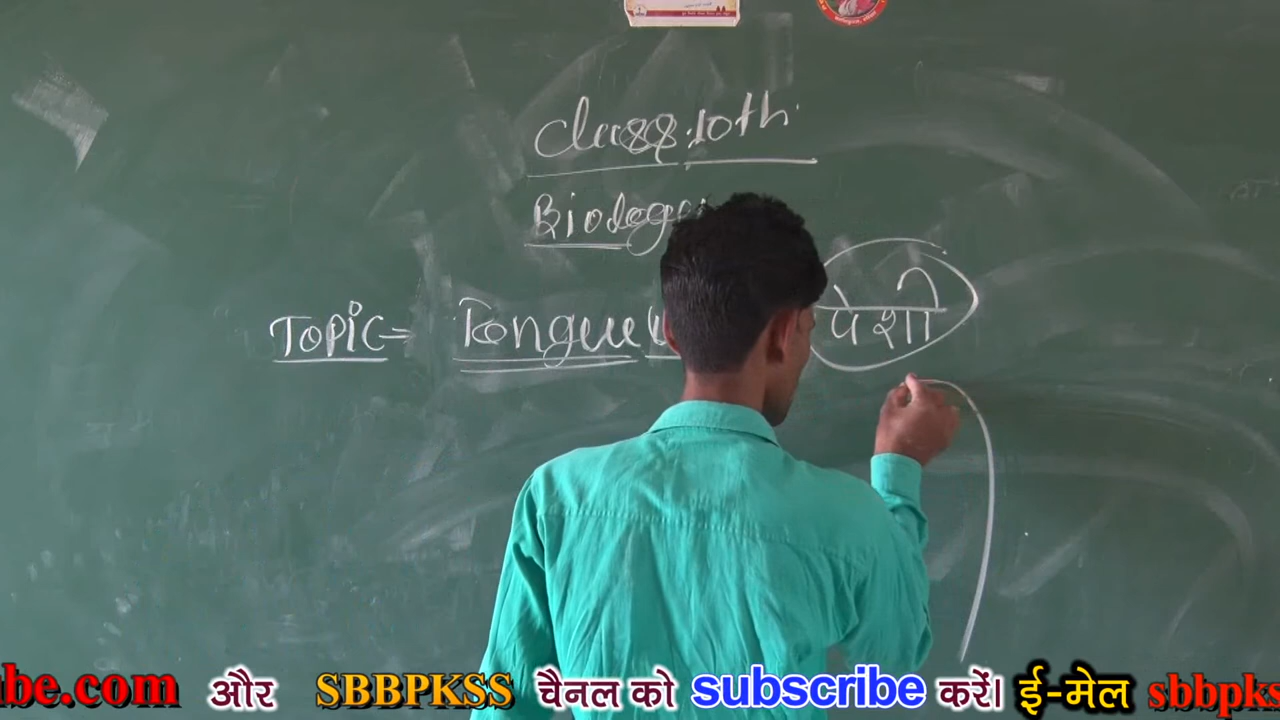 Class 10th
Biology
TOPIC = Tongue पेशी
be.com और SBBPKSS चैनल को subscribe करें। ई-मेल sbbpks